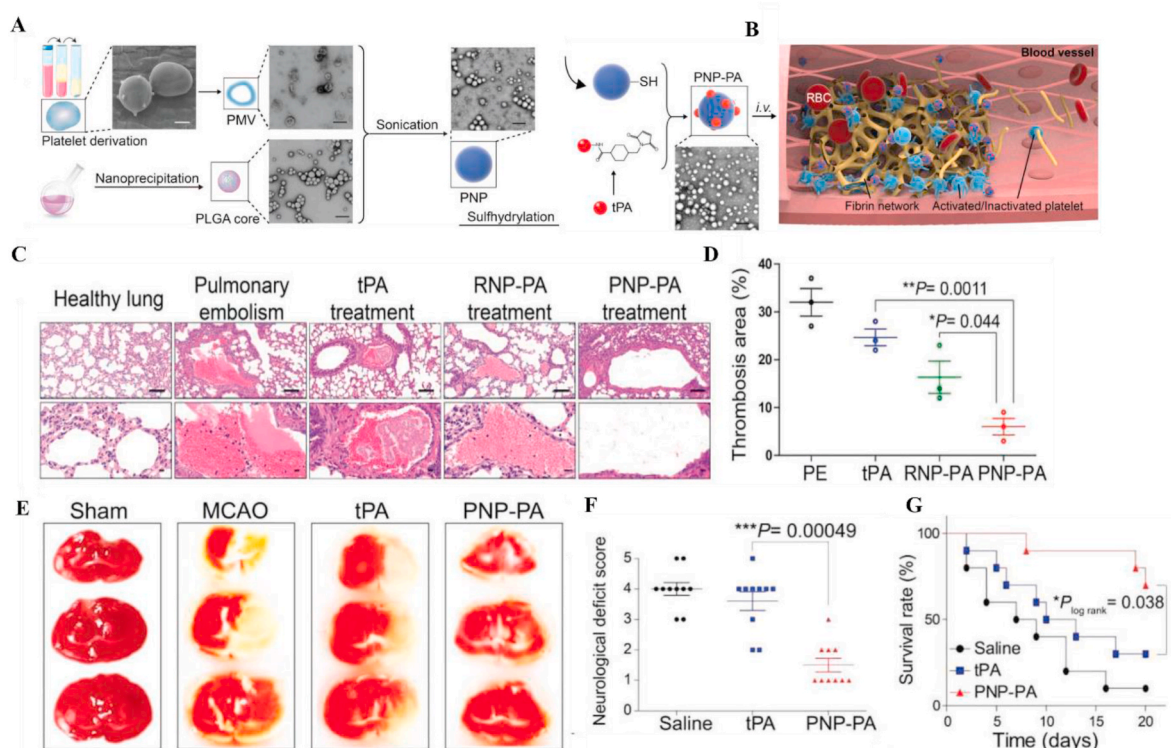 A
Platelet derivation
PMV
Nanoprecipitation
PLGA core
Sonication
PNP
Sulfhydrylation
SH
tPA
PNP-PA
i.v.
B
Blood vessel
RBC
Fibrin network
Activated/Inactivated platelet
C
Healthy lung
Pulmonary
embolism
tPA
treatment
RNP-PA
treatment
PNP-PA
treatment
D
Thrombosis area (%)
40
30
20
10
0
**P= 0.0011
*P= 0.044
PE
tPA
RNP-PA
PNP-PA
E
Sham
MCAO
tPA
PNP-PA
F
Neurological deficit score
5
4
3
2
1
0
***P= 0.00049
Saline
tPA
PNP-PA
G
Survival rate (%)
100
50
0
*P log rank = 0.038
Saline
tPA
PNP-PA
0
5
10
15
20
Time (days)